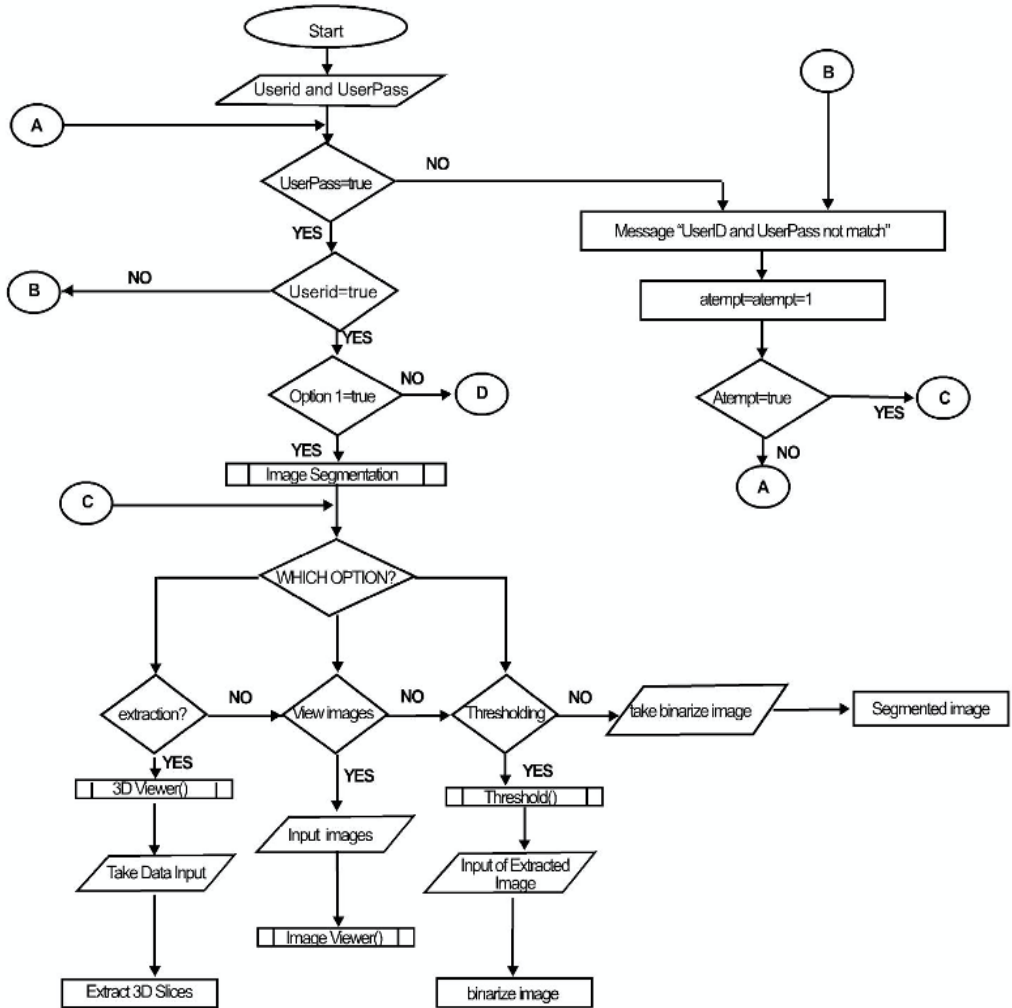 Start
Userid and UserPass
B
A
NO
UserPass=true
YES
Message “UserID and UserPass not match”
NO
B
Userid=true
atempt=atempt=1
YES
NO
Option 1=true
D
Atempt=true
YES
C
YES
NO
Image Segmentation
A
C
WHICH OPTION?
NO
NO
NO
extraction?
View images
Thresholding
take binarize image
Segmented image
YES
YES
YES
3D Viewer()
Threshold()
Input images
Take Data Input
Input of Extracted
Image
Image Viewer()
Extract 3D Slices
binarize image